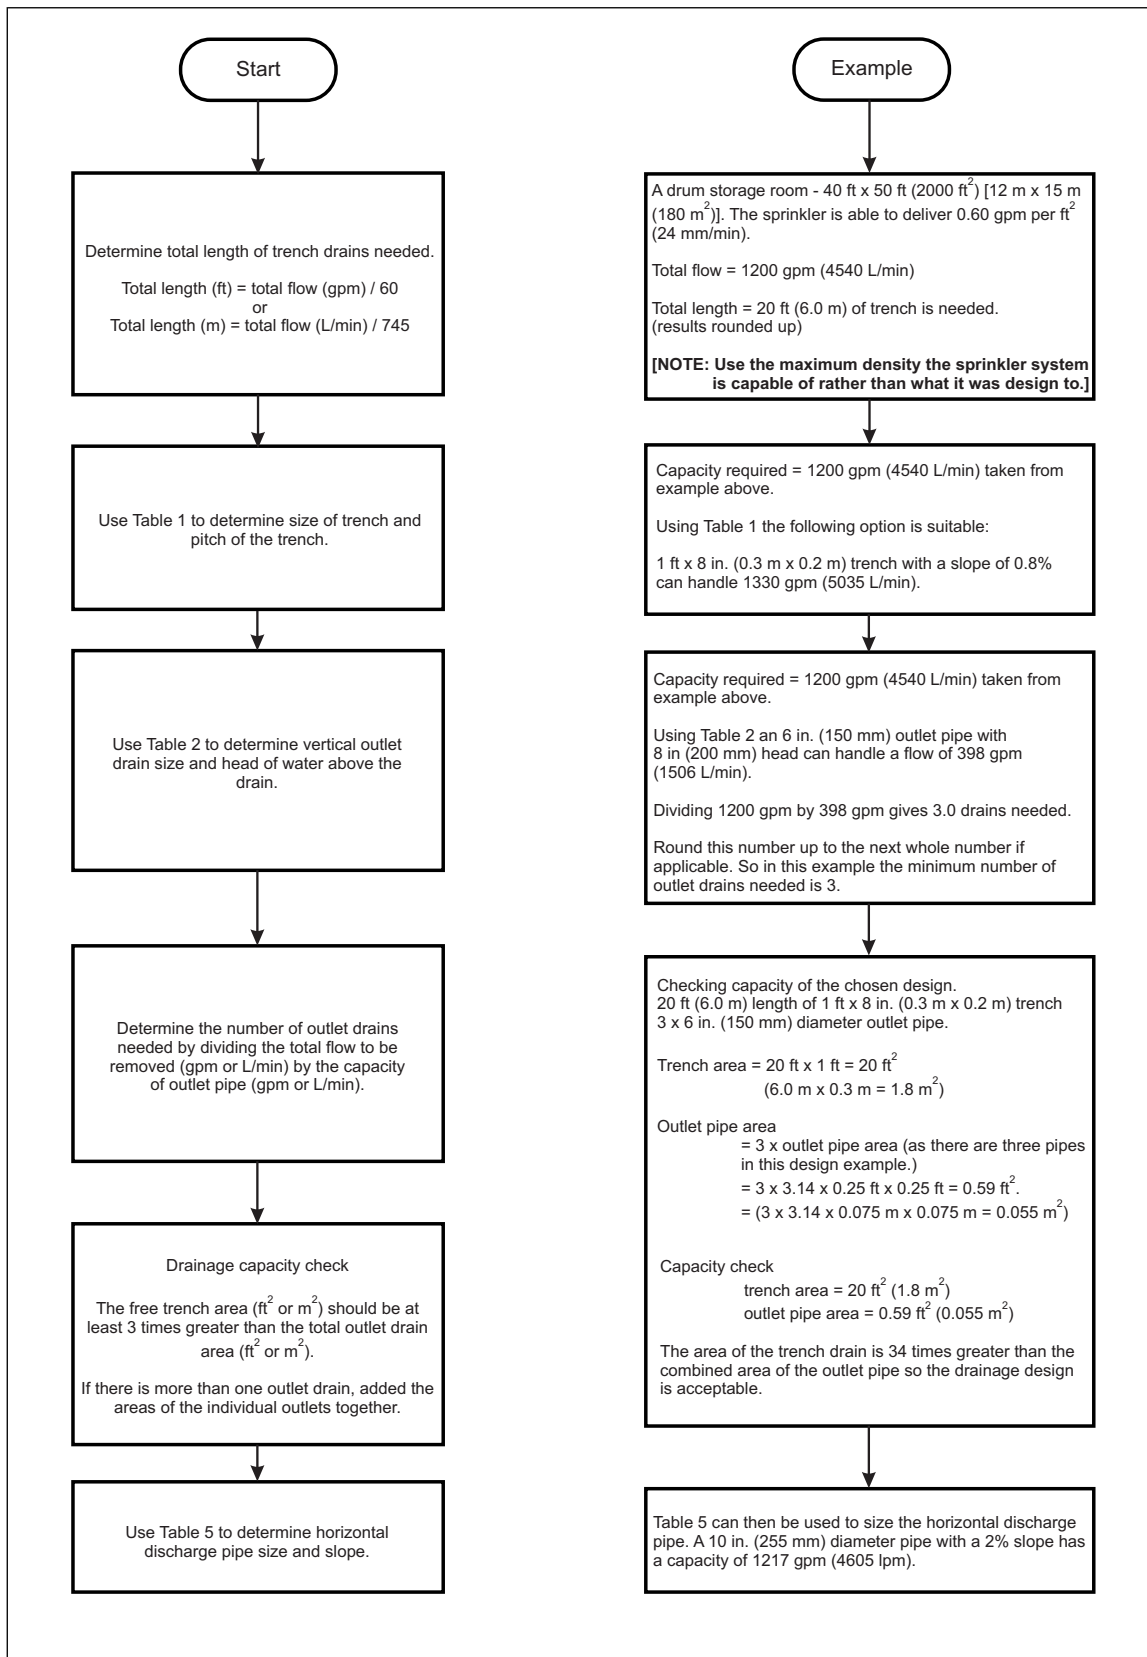 Start
Determine total length of trench drains needed.
Total length (ft) = total flow (gpm) / 60
or
Total length (m) = total flow (L/min) / 745
Use Table 1 to determine size of trench and
pitch of the trench.
Use Table 2 to determine vertical outlet
drain size and head of water above the
drain.
Determine the number of outlet drains
needed by dividing the total flow to be
removed (gpm or L/min) by the capacity
of outlet pipe (gpm or L/min).
Drainage capacity check
The free trench area (ft² or m²) should be at
least 3 times greater than the total outlet drain
area (ft² or m²).
If there is more than one outlet drain, added the
areas of the individual outlets together.
Use Table 5 to determine horizontal
discharge pipe size and slope.
Example
A drum storage room - 40 ft x 50 ft (2000 ft²) [12 m x 15 m
(180 m²)]. The sprinkler is able to deliver 0.60 gpm per ft²
(24 mm/min).
Total flow = 1200 gpm (4540 L/min)
Total length = 20 ft (6.0 m) of trench is needed.
(results rounded up)
[NOTE: Use the maximum density the sprinkler system
is capable of rather than what it was design to.]
Capacity required = 1200 gpm (4540 L/min) taken from
example above.
Using Table 1 the following option is suitable:
1 ft x 8 in. (0.3 m x 0.2 m) trench with a slope of 0.8%
can handle 1330 gpm (5035 L/min).
Capacity required = 1200 gpm (4540 L/min) taken from
example above.
Using Table 2 an 6 in. (150 mm) outlet pipe with
8 in (200 mm) head can handle a flow of 398 gpm
(1506 L/min).
Dividing 1200 gpm by 398 gpm gives 3.0 drains needed.
Round this number up to the next whole number if
applicable. So in this example the minimum number of
outlet drains needed is 3.
Checking capacity of the chosen design.
20 ft (6.0 m) length of 1 ft x 8 in. (0.3 m x 0.2 m) trench
3 x 6 in. (150 mm) diameter outlet pipe.
Trench area = 20 ft x 1 ft = 20 ft²
(6.0 m x 0.3 m = 1.8 m²)
Outlet pipe area
= 3 x outlet pipe area (as there are three pipes
in this design example.)
= 3 x 3.14 x 0.25 ft x 0.25 ft = 0.59 ft².
= (3 x 3.14 x 0.075 m x 0.075 m = 0.055 m²)
Capacity check
trench area = 20 ft² (1.8 m²)
outlet pipe area = 0.59 ft² (0.055 m²)
The area of the trench drain is 34 times greater than the
combined area of the outlet pipe so the drainage design
is acceptable.
Table 5 can then be used to size the horizontal discharge
pipe. A 10 in. (255 mm) diameter pipe with a 2% slope has
a capacity of 1217 gpm (4605 lpm).